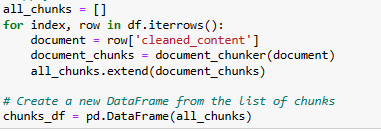 all_chunks = []
for index, row in df.iterrows():
    document = row['cleaned_content']
    document_chunks = document_chunker(document)
    all_chunks.extend(document_chunks)

# Create a new DataFrame from the list of chunks
chunks_df = pd.DataFrame(all_chunks)